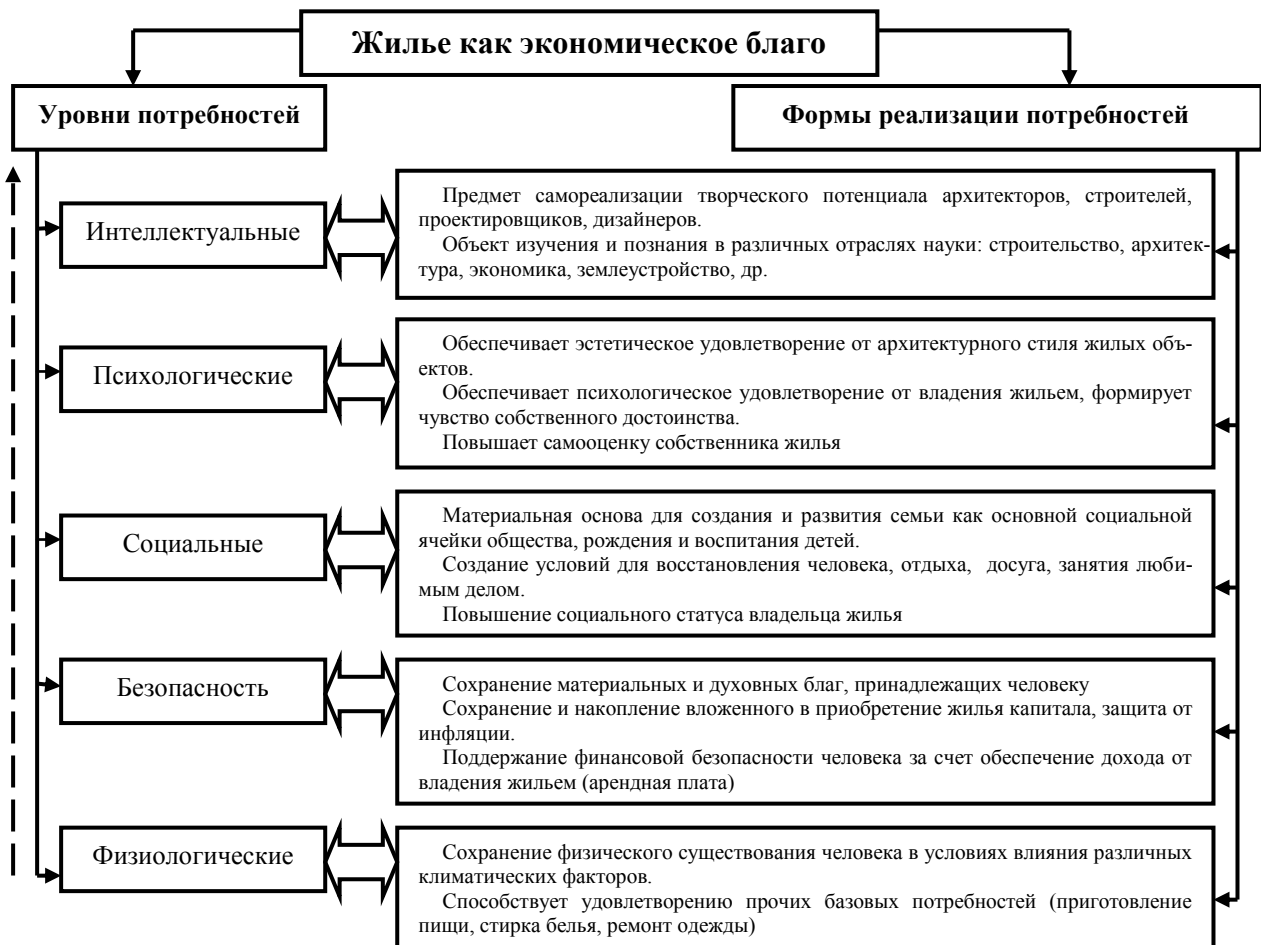 Жилье как экономическое благо
Уровни потребностей
Формы реализации потребностей
Интеллектуальные
Предмет самореализации творческого потенциала архитекторов, строителей,
проектировщиков, дизайнеров.
Объект изучения и познания в различных отраслях науки: строительство, архитек-
тура, экономика, землеустройство, др.
Психологические
Обеспечивает эстетическое удовлетворение от архитектурного стиля жилых объ-
ектов.
Обеспечивает психологическое удовлетворение от владения жильем, формирует
чувство собственного достоинства.
Повышает самооценку собственника жилья
Социальные
Материальная основа для создания и развития семьи как основной социальной
ячейки общества, рождения и воспитания детей.
Создание условий для восстановления человека, отдыха, досуга, занятия люби-
мым делом.
Повышение социального статуса владельца жилья
Безопасность
Сохранение материальных и духовных благ, принадлежащих человеку
Сохранение и накопление вложенного в приобретение жилья капитала, защита от
инфляции.
Поддержание финансовой безопасности человека за счет обеспечение дохода от
владения жильем (арендная плата)
Физиологические
Сохранение физического существования человека в условиях влияния различных
климатических факторов.
Способствует удовлетворению прочих базовых потребностей (приготовление
пищи, стирка белья, ремонт одежды)